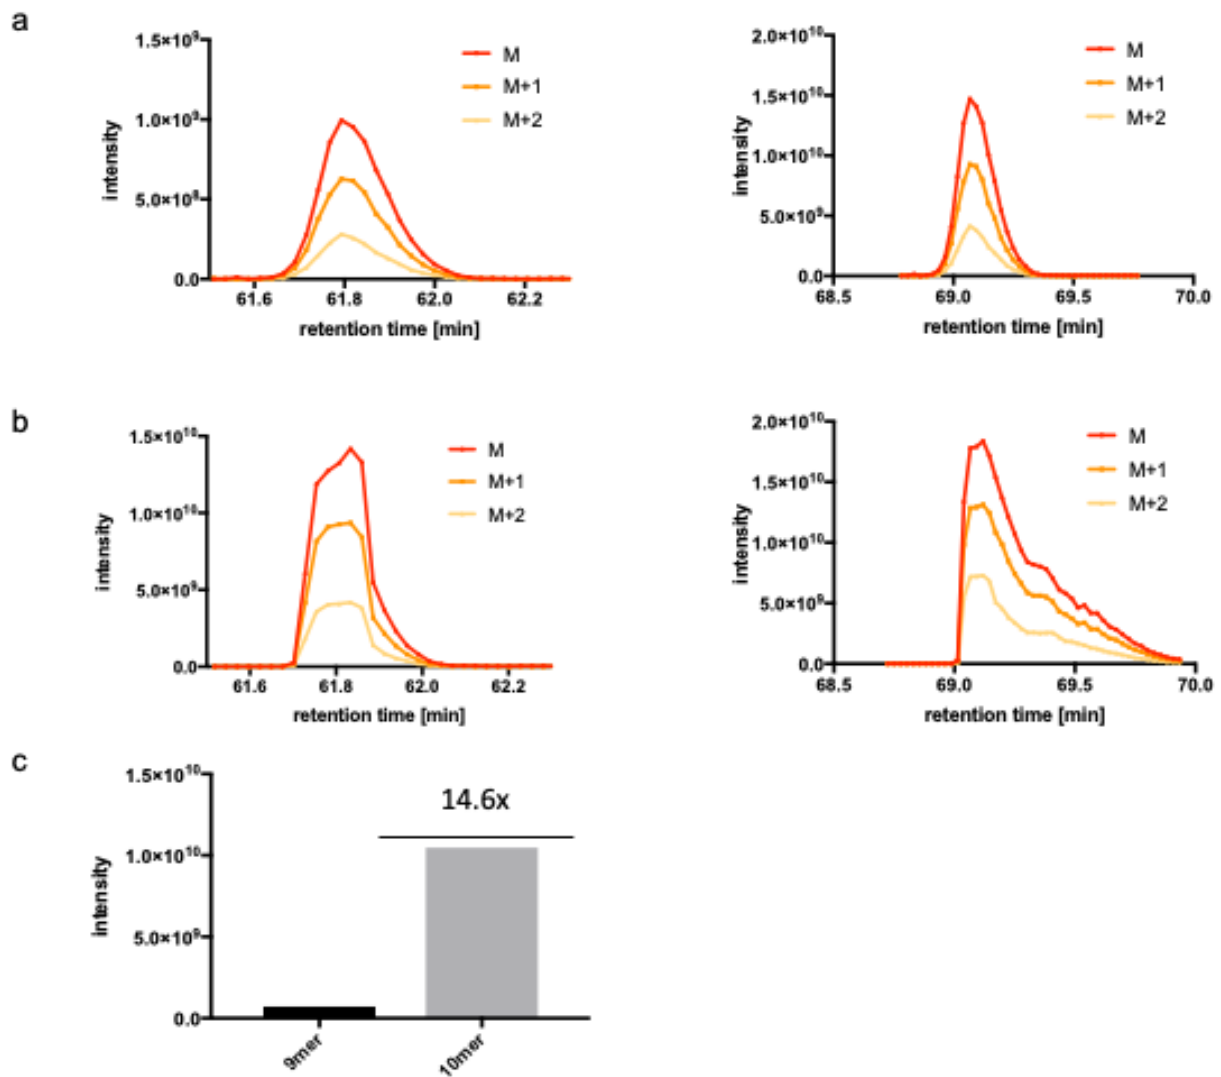 a
1.5×10⁹
1.0×10⁹
5.0×10⁸
0.0
intensity
61.6 61.8 62.0 62.2
retention time [min]
M
M+1
M+2
2.0×10¹⁰
1.5×10¹⁰
1.0×10¹⁰
5.0×10⁹
0.0
intensity
68.5 69.0 69.5 70.0
retention time [min]
M
M+1
M+2
b
1.5×10¹⁰
1.0×10¹⁰
5.0×10⁹
0.0
intensity
61.6 61.8 62.0 62.2
retention time [min]
M
M+1
M+2
2.0×10¹⁰
1.5×10¹⁰
1.0×10¹⁰
5.0×10⁹
0.0
intensity
68.5 69.0 69.5 70.0
retention time [min]
M
M+1
M+2
c
1.5×10¹⁰
1.0×10¹⁰
5.0×10⁹
0.0
intensity
14.6x
9mer
10mer